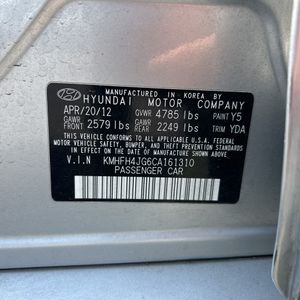 MANUFACTURED IN KOREA BY
HYUNDAI MOTOR COMPANY
APR/20/12 GVWR 4785 lbs PAINT Y5
GAWR FRONT 2579 lbs GAWR REAR 2249 lbs TRIM YDA
THIS VEHICLE CONFORMS TO ALL APPLICABLE U.S.
FEDERAL MOTOR VEHICLE SAFETY, BUMPER, AND THEFT
PREVENTION STANDARDS IN EFFECT ON THE DATE OF
MANUFACTURE SHOWN ABOVE.
V.I.N KMHFH4JG6CA161310
PASSENGER CAR